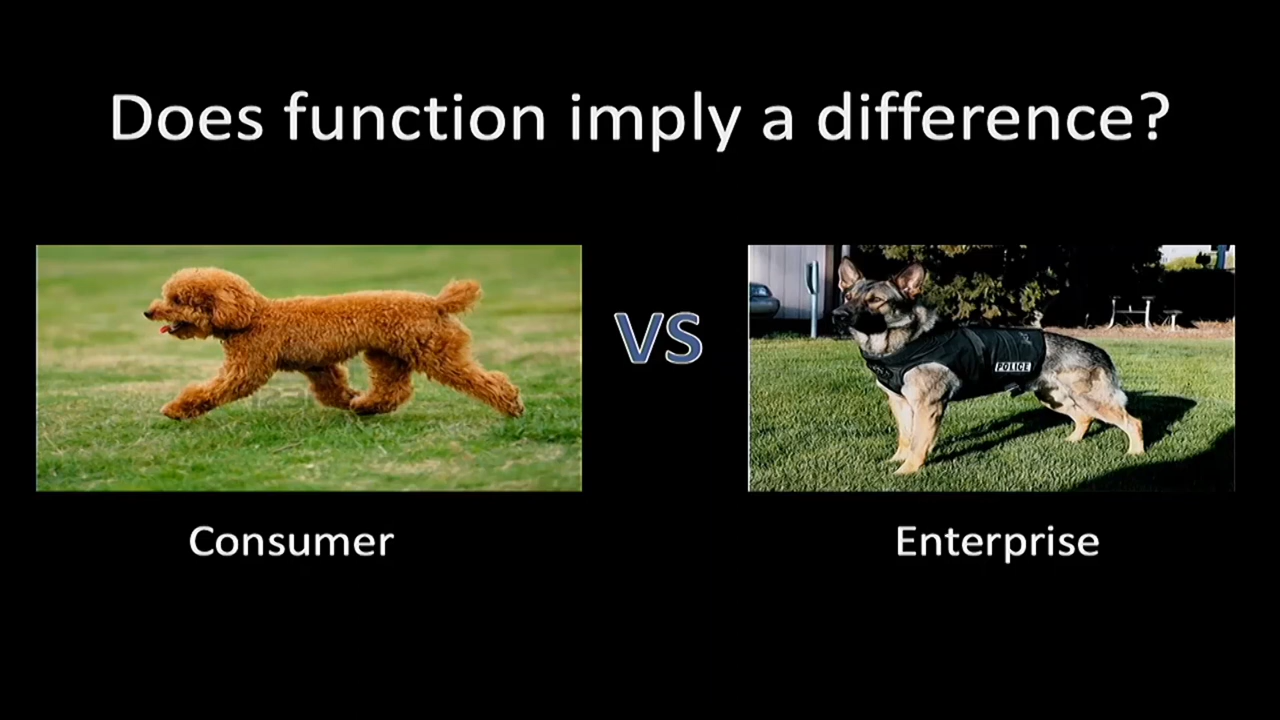 Does function imply a difference?
VS
POLICE
Consumer
Enterprise